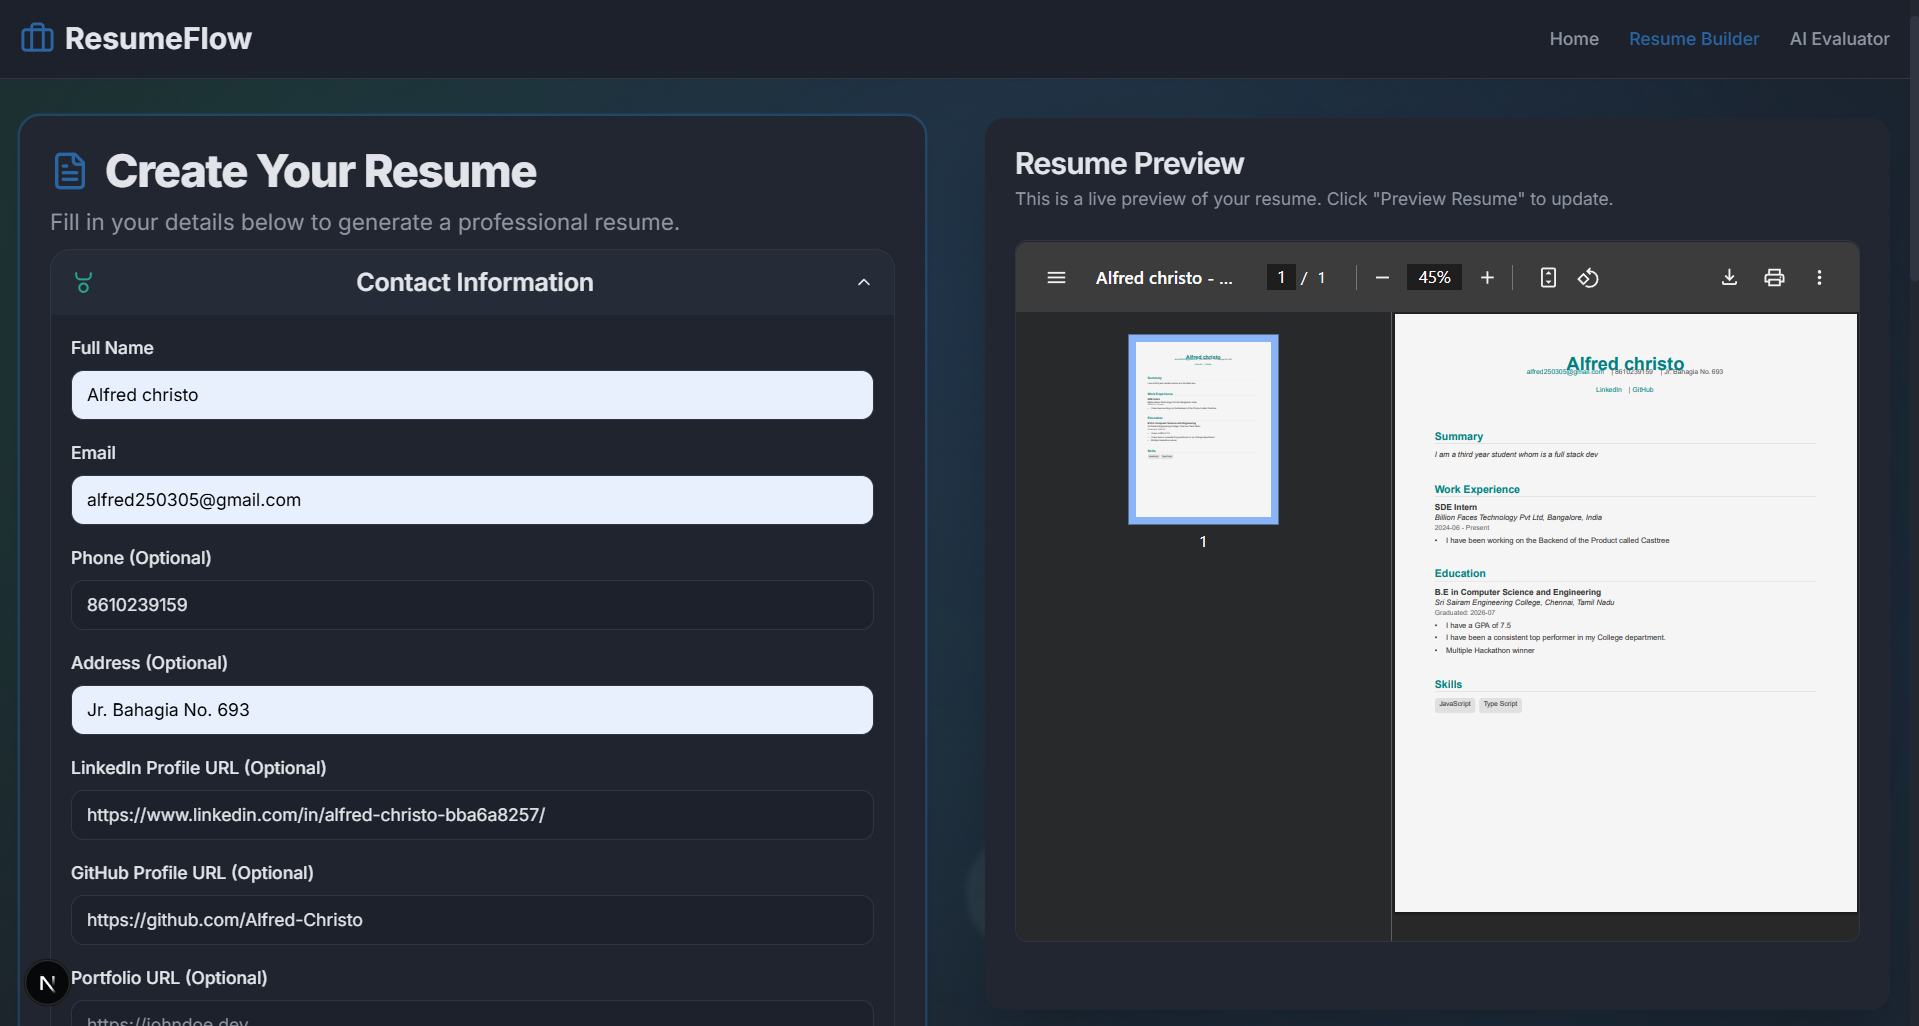 ResumeFlow
Home
Resume Builder
AI Evaluator
Create Your Resume
Fill in your details below to generate a professional resume.
Contact Information
Full Name
Alfred christo
Email
alfred250305@gmail.com
Phone (Optional)
8610239159
Address (Optional)
Jr. Bahagia No. 693
LinkedIn Profile URL (Optional)
https://www.linkedin.com/in/alfred-christo-bba6a8257/
GitHub Profile URL (Optional)
https://github.com/Alfred-Christo
N
Portfolio URL (Optional)
https://johndoe.dev
Resume Preview
This is a live preview of your resume. Click "Preview Resume" to update.
Alfred christo - ...
1 / 1
45%
1
Alfred christo
alfred250305@gmail.com | 8610239159 | Jr. Bahagia No. 693
LinkedIn | GitHub
Summary
I am a third year student whom is a full stack dev
Work Experience
SDE Intern
Billion Faces Technology Pvt Ltd, Bangalore, India
2024-06 - Present
• I have been working on the Backend of the Product called Casttree
Education
B.E in Computer Science and Engineering
Sri Sairam Engineering College, Chennai, Tamil Nadu
Graduated: 2026-07
• I have a GPA of 7.5
• I have been a consistent top performer in my College department.
• Multiple Hackathon winner
Skills
JavaScript
Type Script